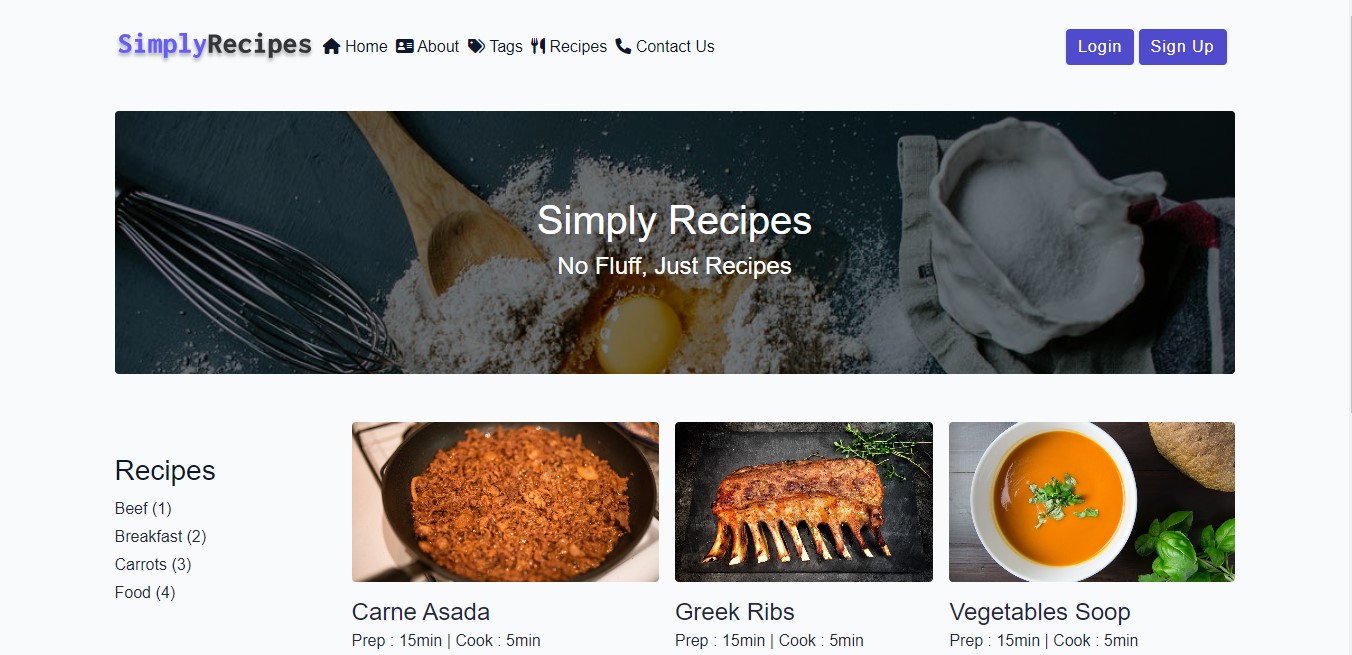 SimplyRecipes Home About Tags Recipes Contact Us Login Sign Up
Simply Recipes
No Fluff, Just Recipes
Recipes
Beef (1)
Breakfast (2)
Carrots (3)
Food (4)
Carne Asada
Prep : 15min | Cook : 5min
Greek Ribs
Prep : 15min | Cook : 5min
Vegetables Soup
Prep : 15min | Cook : 5min